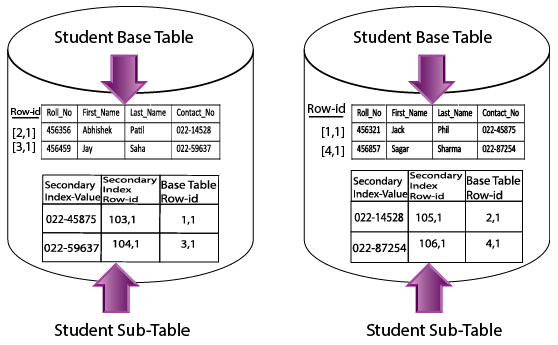 Student Base Table
Row-id
Roll_No First_Name Last_Name Contact_No
[2,1] 456356 Abhishek Patil 022-14528
[3,1] 456459 Jay Saha 022-59637
Secondary Index-Value Secondary Index Row-id Base Table Row-id
022-45875 103,1 1,1
022-59637 104,1 3,1
Student Sub-Table
Student Base Table
Row-id
Roll_No First_Name Last_Name Contact_No
[1,1] 456321 Jack Phil 022-45875
[4,1] 456857 Sagar Sharma 022-87254
Secondary Index-Value Secondary Index Row-id Base Table Row-id
022-14528 105,1 2,1
022-87254 106,1 4,1
Student Sub-Table